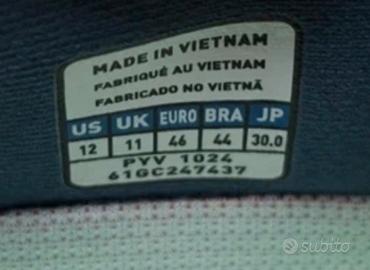 MADE IN VIETNAM
FABRIQUÉ AU VIETNAM
FABRICADO NO VIETNÃ
US UK EURO BRA JP
12 11 46 44 30.0
PYV 1024
61GC247437
subito